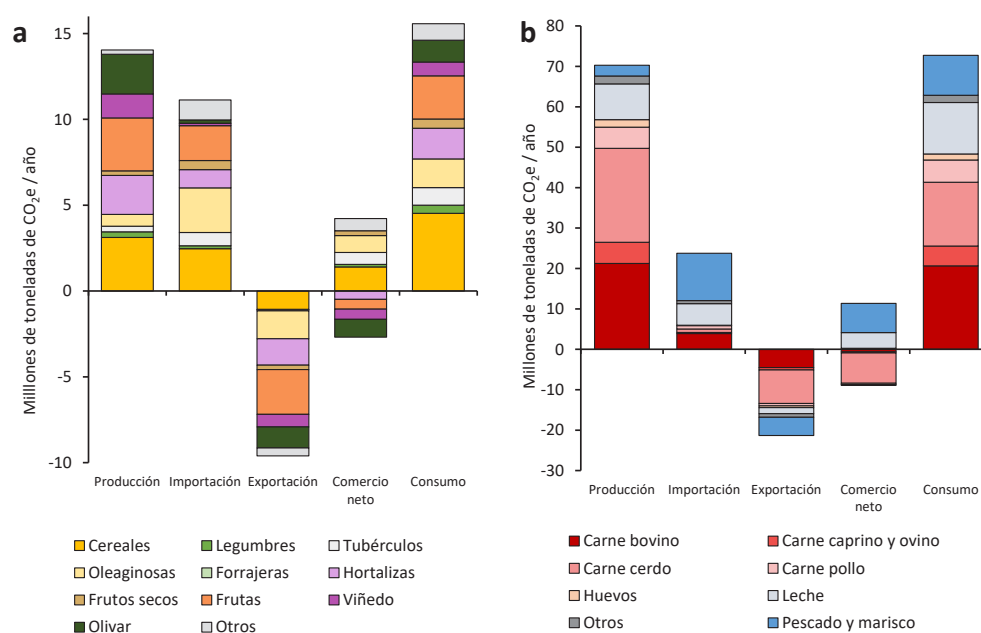 a
Milllones de toneladas de CO₂e / año
15
10
5
0
-5
-10
Producción
Importación
Exportación
Comercio
neto
Consumo
Cereales
Legumbres
Tubérculos
Oleaginosas
Forrajeras
Hortalizas
Frutos secos
Frutas
Viñedo
Olivar
Otros
b
Millones de toneladas de CO₂e / año
80
70
60
50
40
30
20
10
0
-10
-20
-30
Producción
Importación
Exportación
Comercio
neto
Consumo
Carne bovino
Carne caprino y ovino
Carne cerdo
Carne pollo
Huevos
Leche
Otros
Pescado y marisco